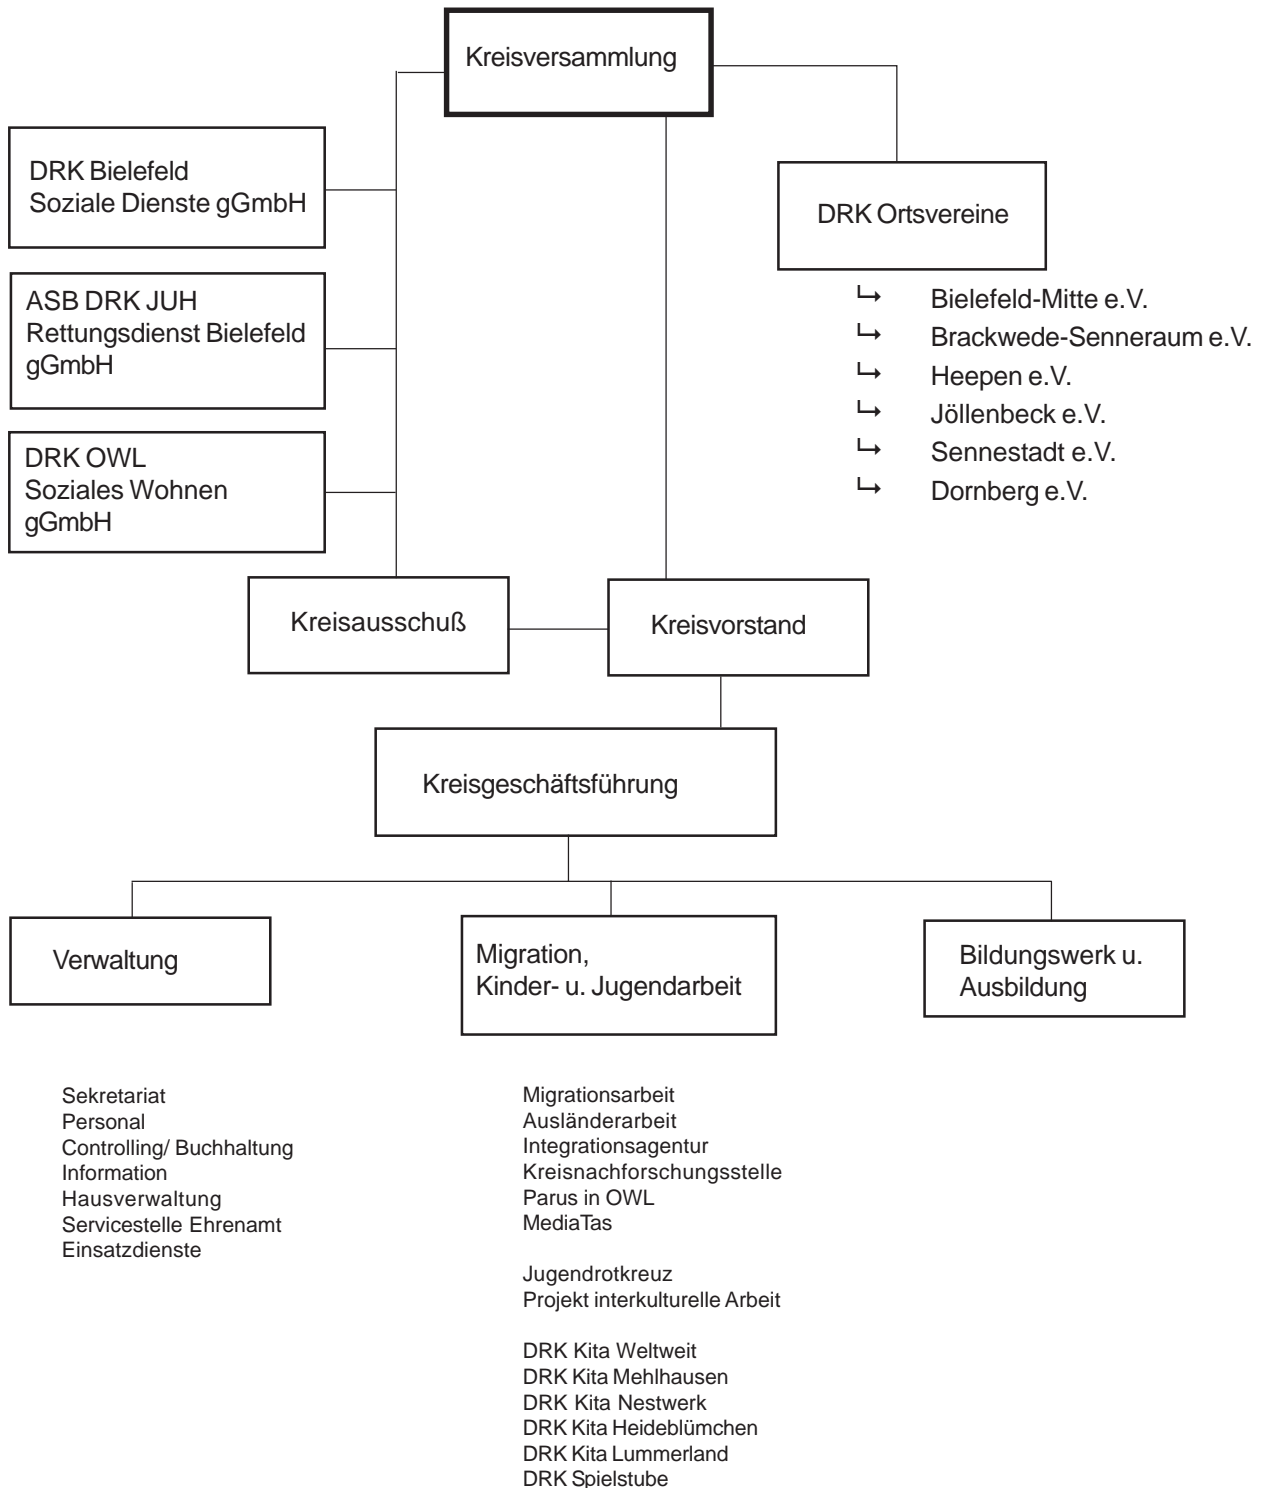 Kreisversammlung
DRK Bielefeld
Soziale Dienste gGmbH
ASB DRK JUH
Rettungsdienst Bielefeld
gGmbH
DRK OWL
Soziales Wohnen
gGmbH
DRK Ortsvereine
Bielefeld-Mitte e.V.
Brackwede-Senneraum e.V.
Heepen e.V.
Jöllenbeck e.V.
Sennestadt e.V.
Dornberg e.V.
Kreisausschuß
Kreisvorstand
Kreisgeschäftsführung
Verwaltung
Migration,
Kinder- u. Jugendarbeit
Bildungswerk u.
Ausbildung
Sekretariat
Personal
Controlling/ Buchhaltung
Information
Hausverwaltung
Servicestelle Ehrenamt
Einsatzdienste
Migrationsarbeit
Ausländerarbeit
Integrationsagentur
Kreisnachforschungsstelle
Parus in OWL
MediaTas
Jugendrotkreuz
Projekt interkulturelle Arbeit
DRK Kita Weltweit
DRK Kita Mehlhausen
DRK Kita Nestwerk
DRK Kita Heideblümchen
DRK Kita Lummerland
DRK Spielstube